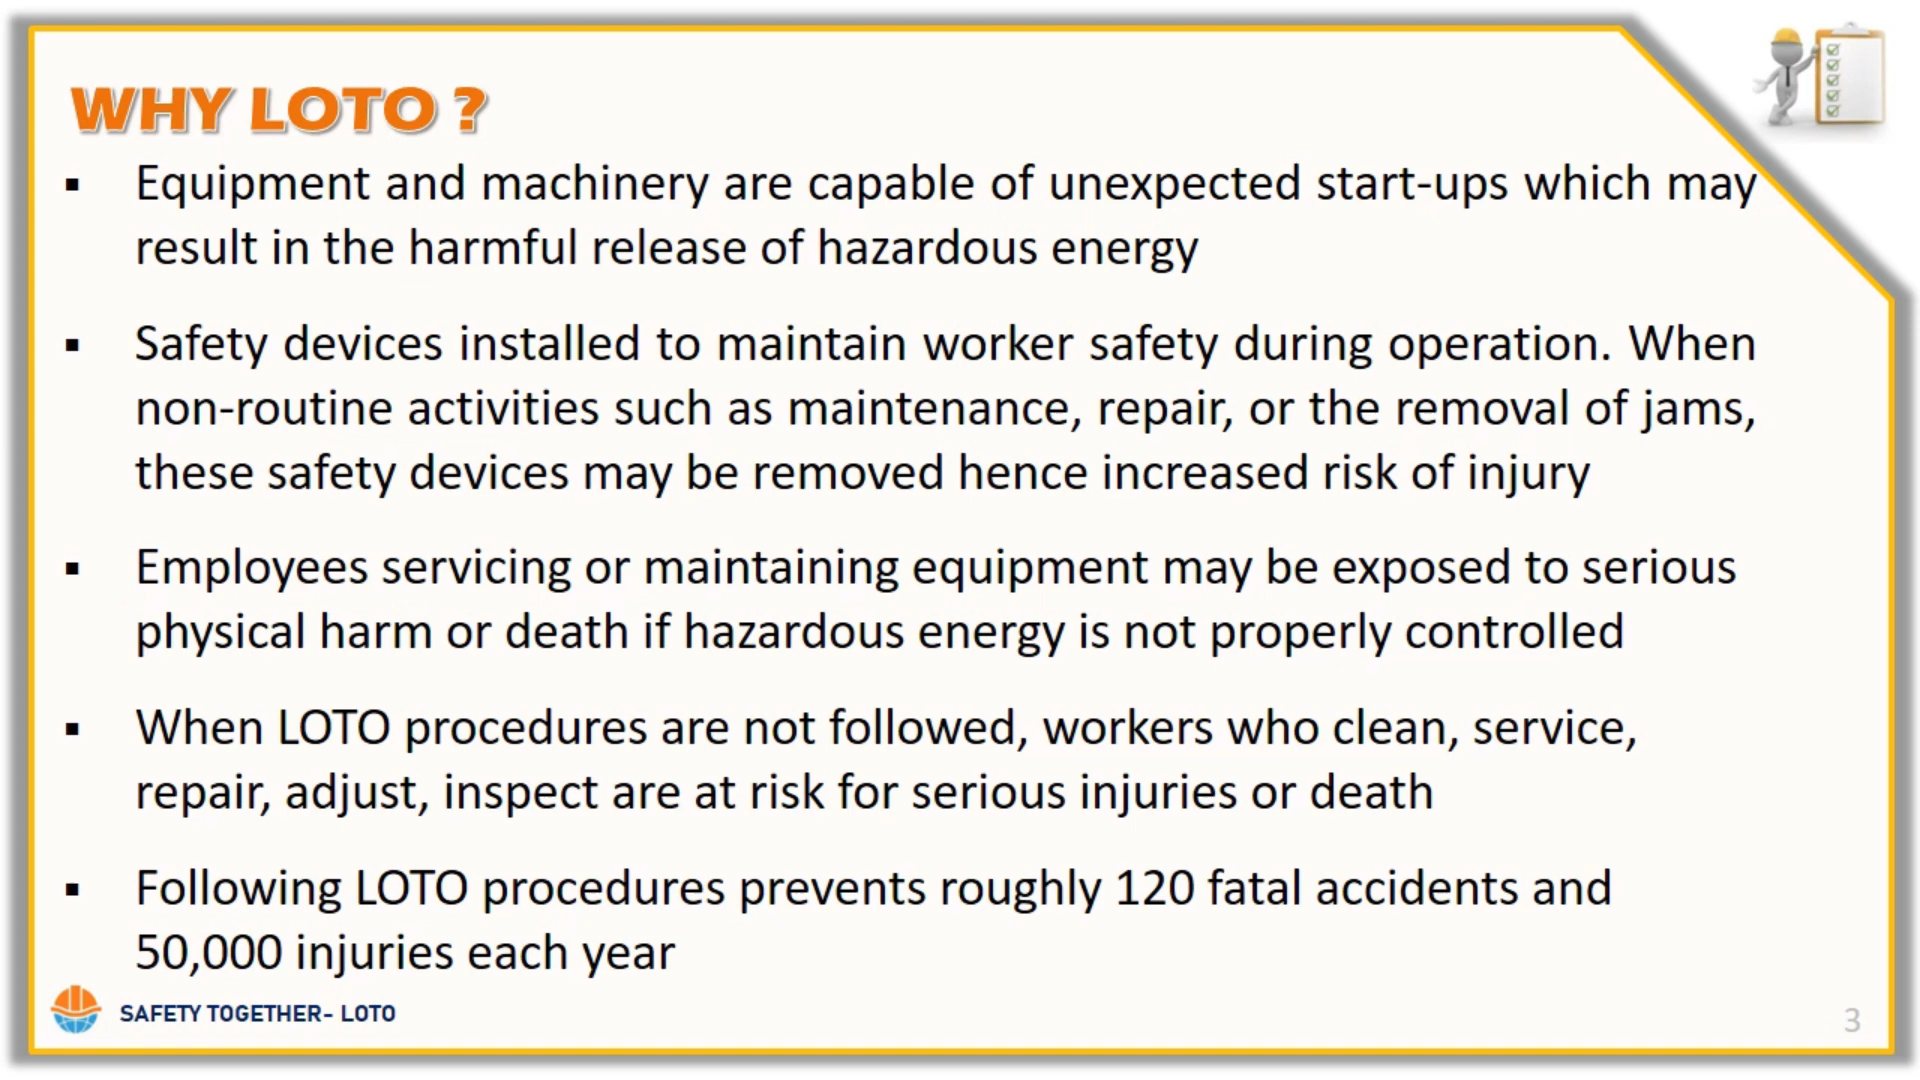 WHY LOTO ?
▪ Equipment and machinery are capable of unexpected start-ups which may
result in the harmful release of hazardous energy
▪ Safety devices installed to maintain worker safety during operation. When
non-routine activities such as maintenance, repair, or the removal of jams,
these safety devices may be removed hence increased risk of injury
▪ Employees servicing or maintaining equipment may be exposed to serious
physical harm or death if hazardous energy is not properly controlled
▪ When LOTO procedures are not followed, workers who clean, service,
repair, adjust, inspect are at risk for serious injuries or death
▪ Following LOTO procedures prevents roughly 120 fatal accidents and
50,000 injuries each year
SAFETY TOGETHER- LOTO
3